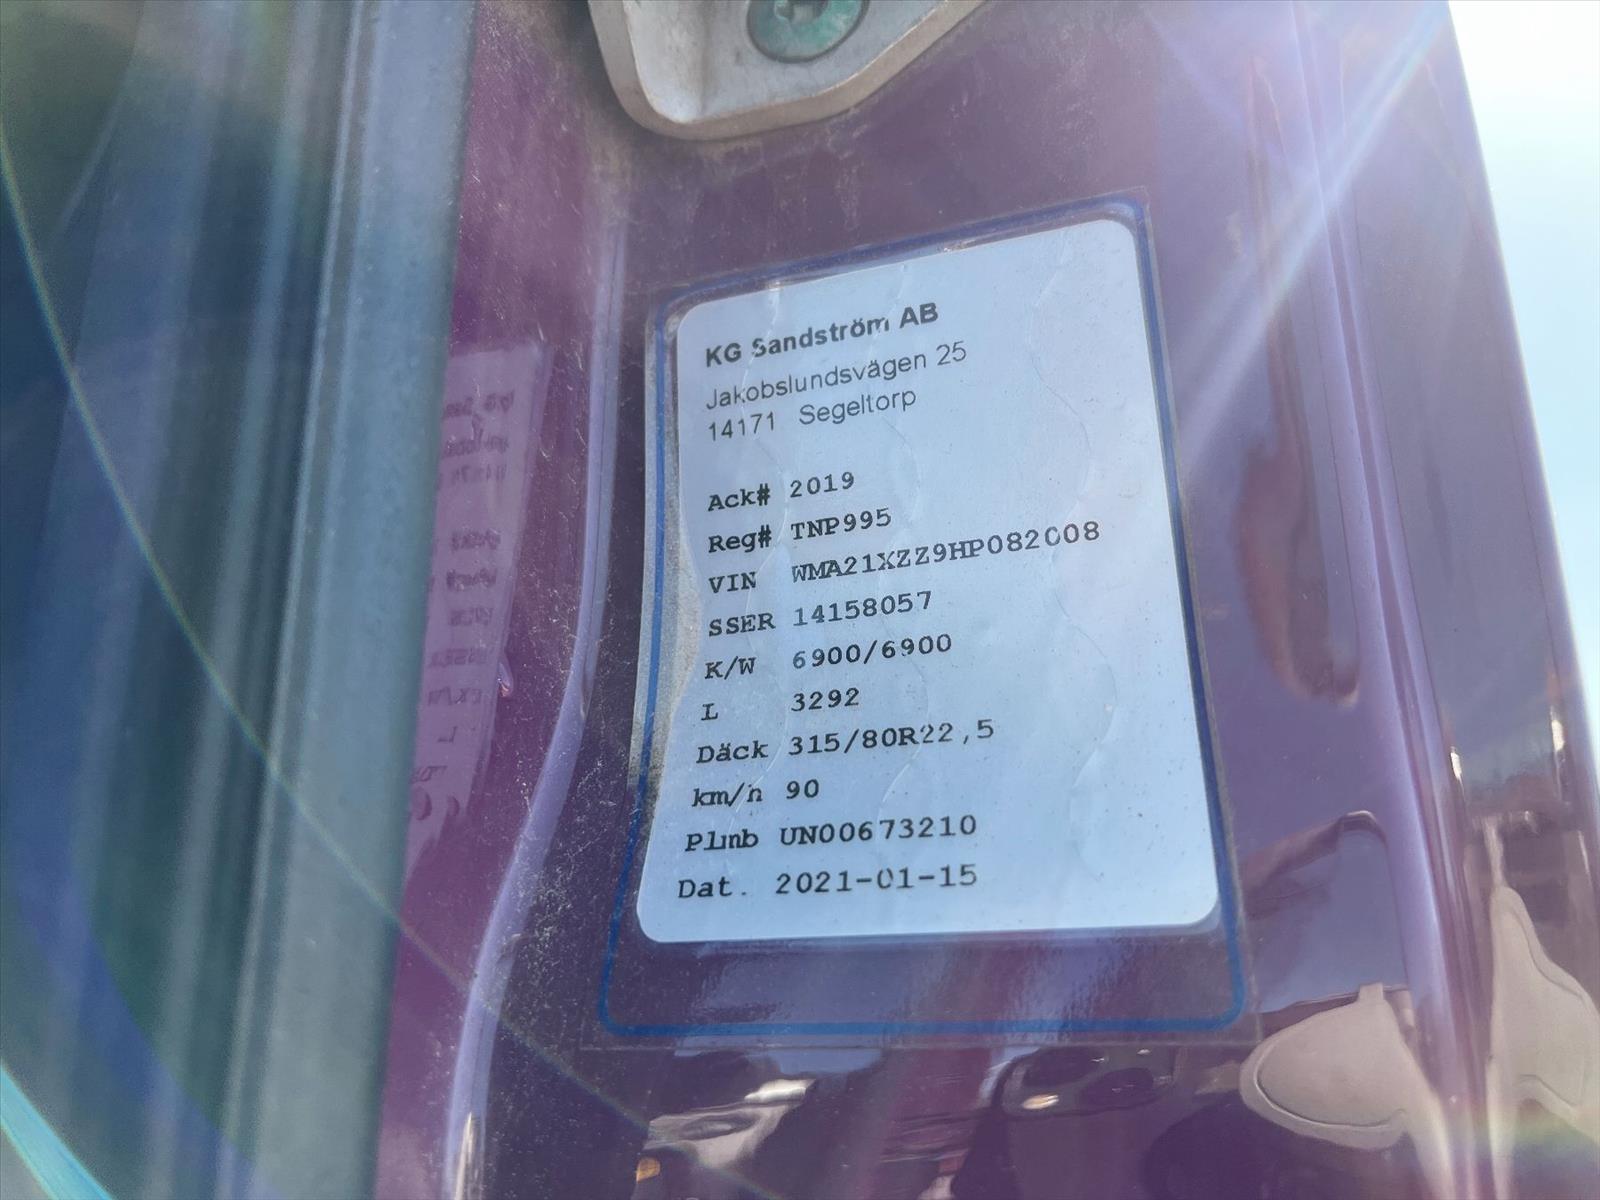 KG Sandström AB
Jakobslundsvägen 25
14171 Segeltorp
Ack# 2019
Reg# TNP995
VIN WMA21XZZ9HP082008
SSER 14158057
K/W 6900/6900
L 3292
Däck 315/80R22,5
km/h 90
Plmb UN00673210
Dat. 2021-01-15